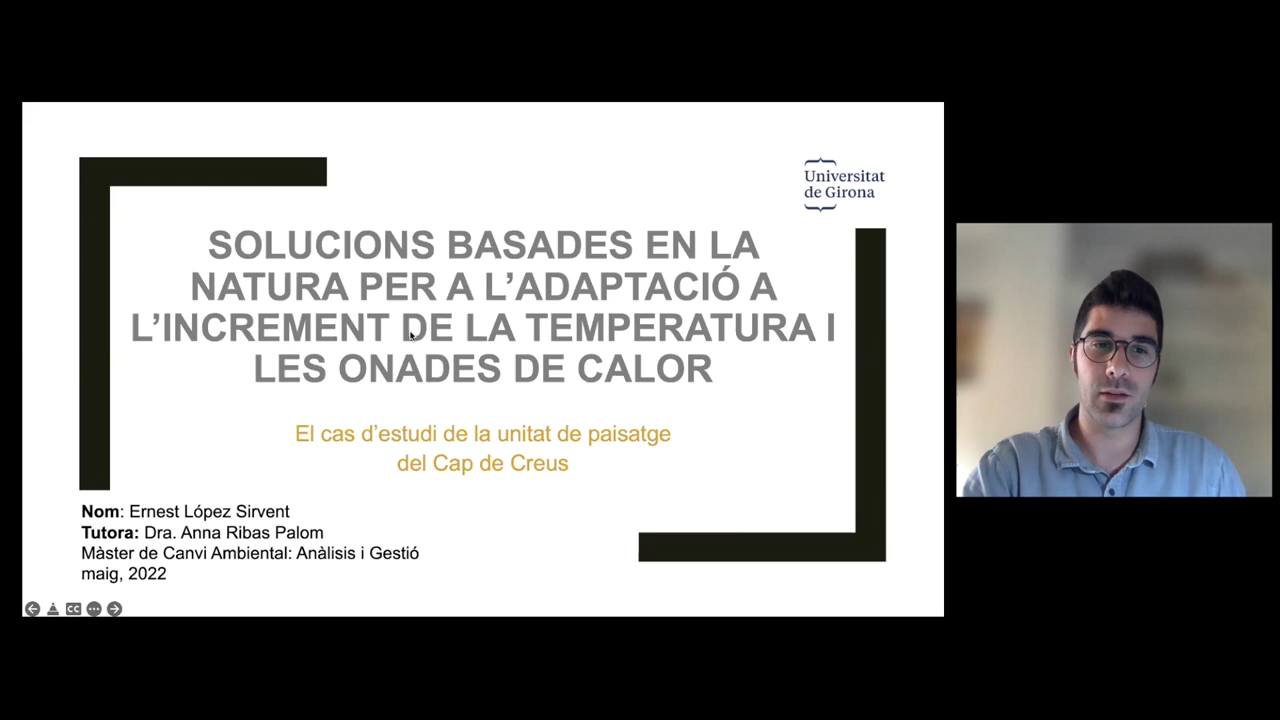 Universitat
de Girona
SOLUCIONS BASADES EN LA
NATURA PER A L’ADAPTACIÓ A
L’INCREMENT DE LA TEMPERATURA I
LES ONADES DE CALOR
El cas d’estudi de la unitat de paisatge
del Cap de Creus
Nom: Ernest López Sirvent
Tutora: Dra. Anna Ribas Palom
Màster de Canvi Ambiental: Anàlisis i Gestió
maig, 2022
CC